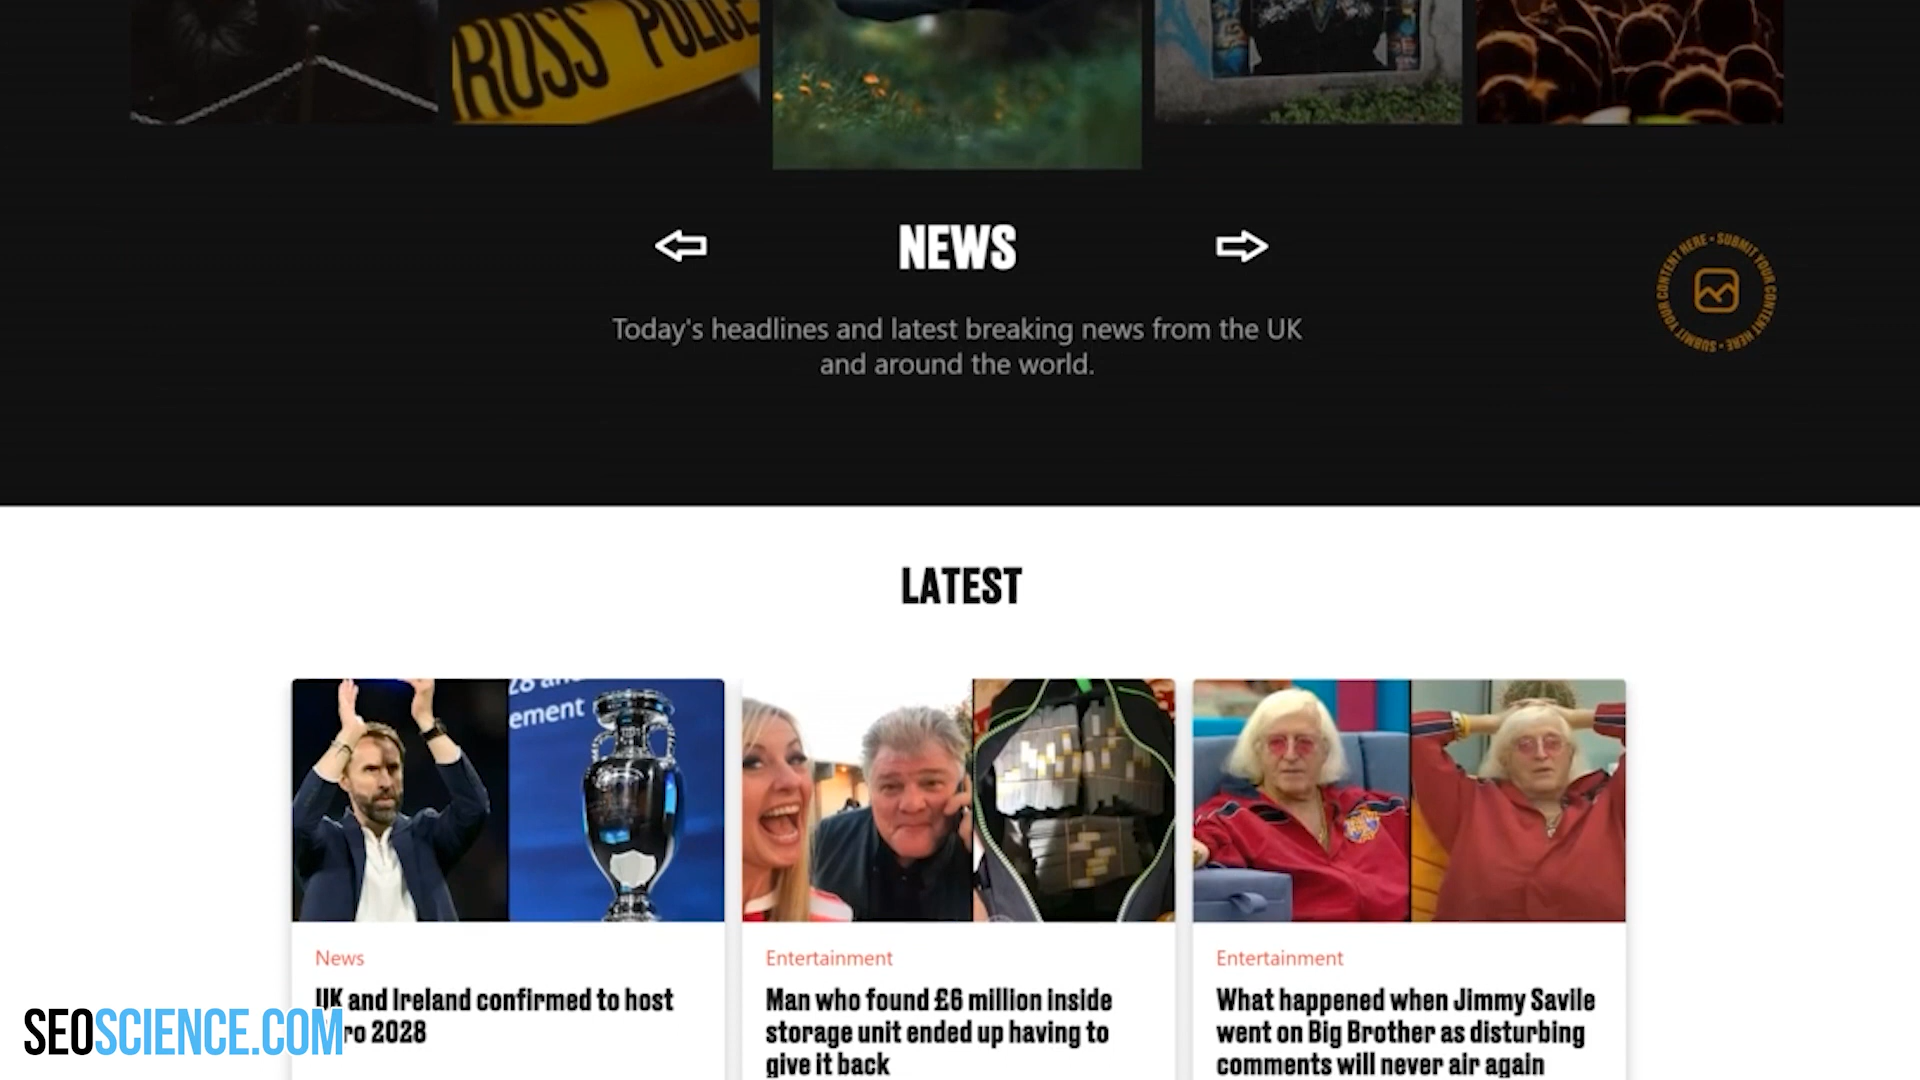 ROSS POLICE
NEWS
SUBMIT YOUR CONTENT HERE • SUBMIT YOUR CONTENT HERE •
Today's headlines and latest breaking news from the UK
and around the world.
LATEST
ement
News
UK and Ireland confirmed to host
ro 2028
Entertainment
Man who found £6 million inside
storage unit ended up having to
give it back
Entertainment
What happened when Jimmy Savile
went on Big Brother as disturbing
comments will never air again
SEOSCIENCE.COM